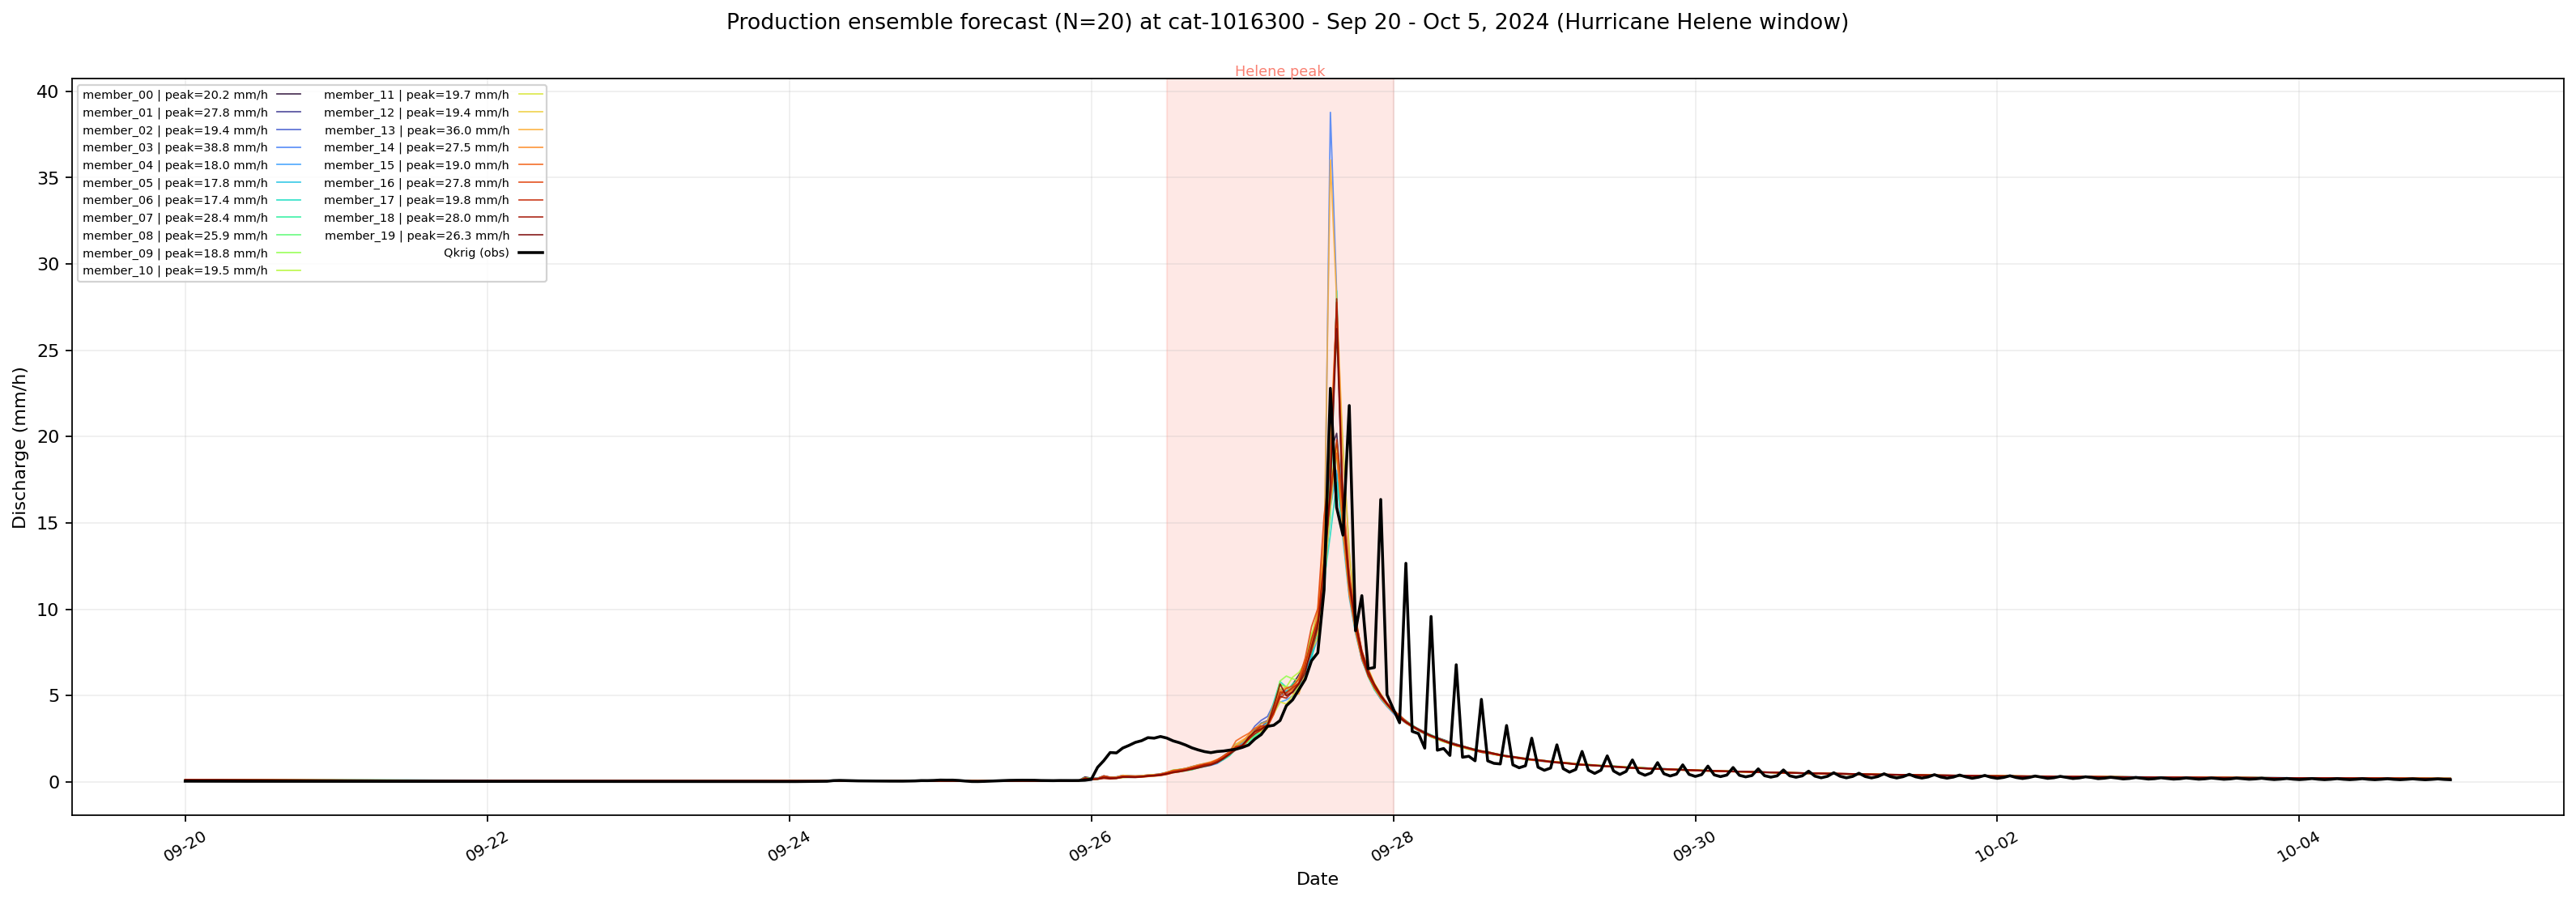 Production ensemble forecast (N=20) at cat-1016300 - Sep 20 - Oct 5, 2024 (Hurricane Helene window)
Helene peak
member_00 | peak=20.2 mm/h
member_01 | peak=27.8 mm/h
member_02 | peak=19.4 mm/h
member_03 | peak=38.8 mm/h
member_04 | peak=18.0 mm/h
member_05 | peak=17.8 mm/h
member_06 | peak=17.4 mm/h
member_07 | peak=28.4 mm/h
member_08 | peak=25.9 mm/h
member_09 | peak=18.8 mm/h
member_10 | peak=19.5 mm/h
member_11 | peak=19.7 mm/h
member_12 | peak=19.4 mm/h
member_13 | peak=36.0 mm/h
member_14 | peak=27.5 mm/h
member_15 | peak=19.0 mm/h
member_16 | peak=27.8 mm/h
member_17 | peak=19.8 mm/h
member_18 | peak=28.0 mm/h
member_19 | peak=26.3 mm/h
Qkrig (obs)
Discharge (mm/h)
40
35
30
25
20
15
10
5
0
09-20
09-22
09-24
09-26
09-28
09-30
10-02
10-04
Date